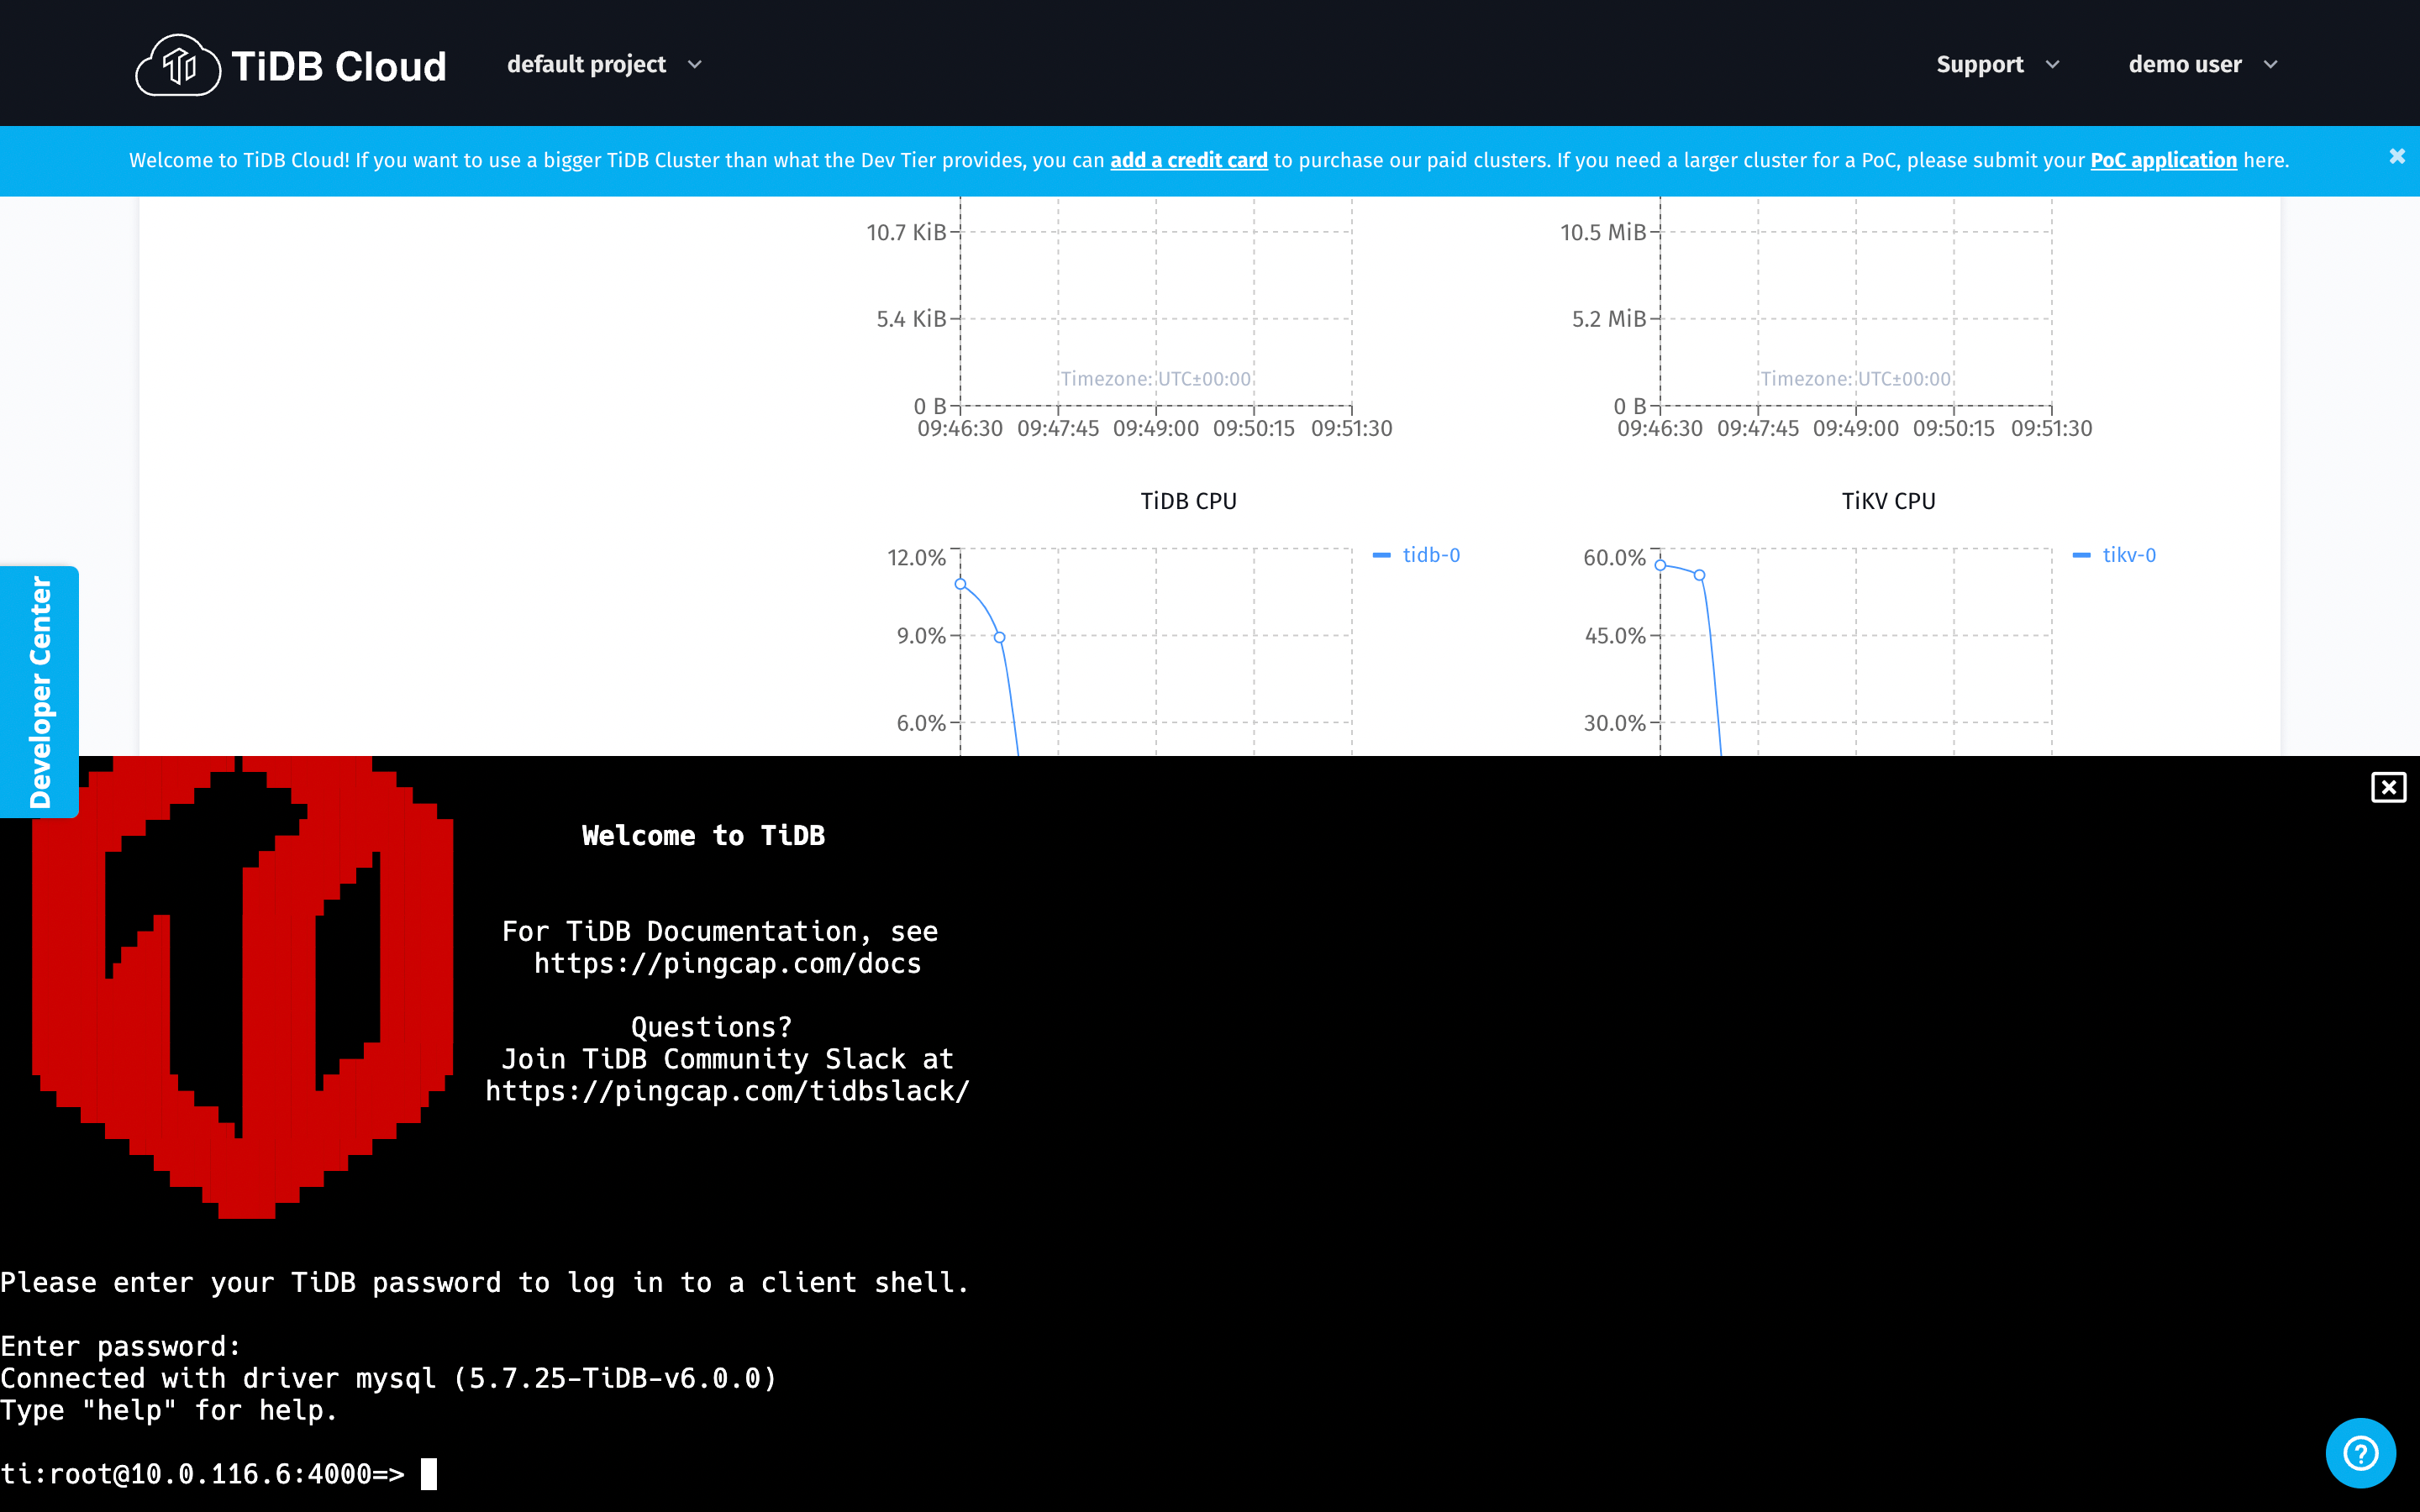 TiDB Cloud
default project
Support
demo user
Welcome to TiDB Cloud! If you want to use a bigger TiDB Cluster than what the Dev Tier provides, you can add a credit card to purchase our paid clusters. If you need a larger cluster for a PoC, please submit your PoC application here.
10.7 KiB
5.4 KiB
Timezone: UTC±00:00
0 B
09:46:30 09:47:45 09:49:00 09:50:15 09:51:30
10.5 MiB
5.2 MiB
Timezone: UTC±00:00
0 B
09:46:30 09:47:45 09:49:00 09:50:15 09:51:30
TiDB CPU
12.0%
9.0%
6.0%
tidb-0
TiKV CPU
60.0%
45.0%
30.0%
tikv-0
Developer Center
Welcome to TiDB
For TiDB Documentation, see
https://pingcap.com/docs
Questions?
Join TiDB Community Slack at
https://pingcap.com/tidbslack/
Please enter your TiDB password to log in to a client shell.
Enter password:
Connected with driver mysql (5.7.25-TiDB-v6.0.0)
Type "help" for help.
ti:root@10.0.116.6:4000=>